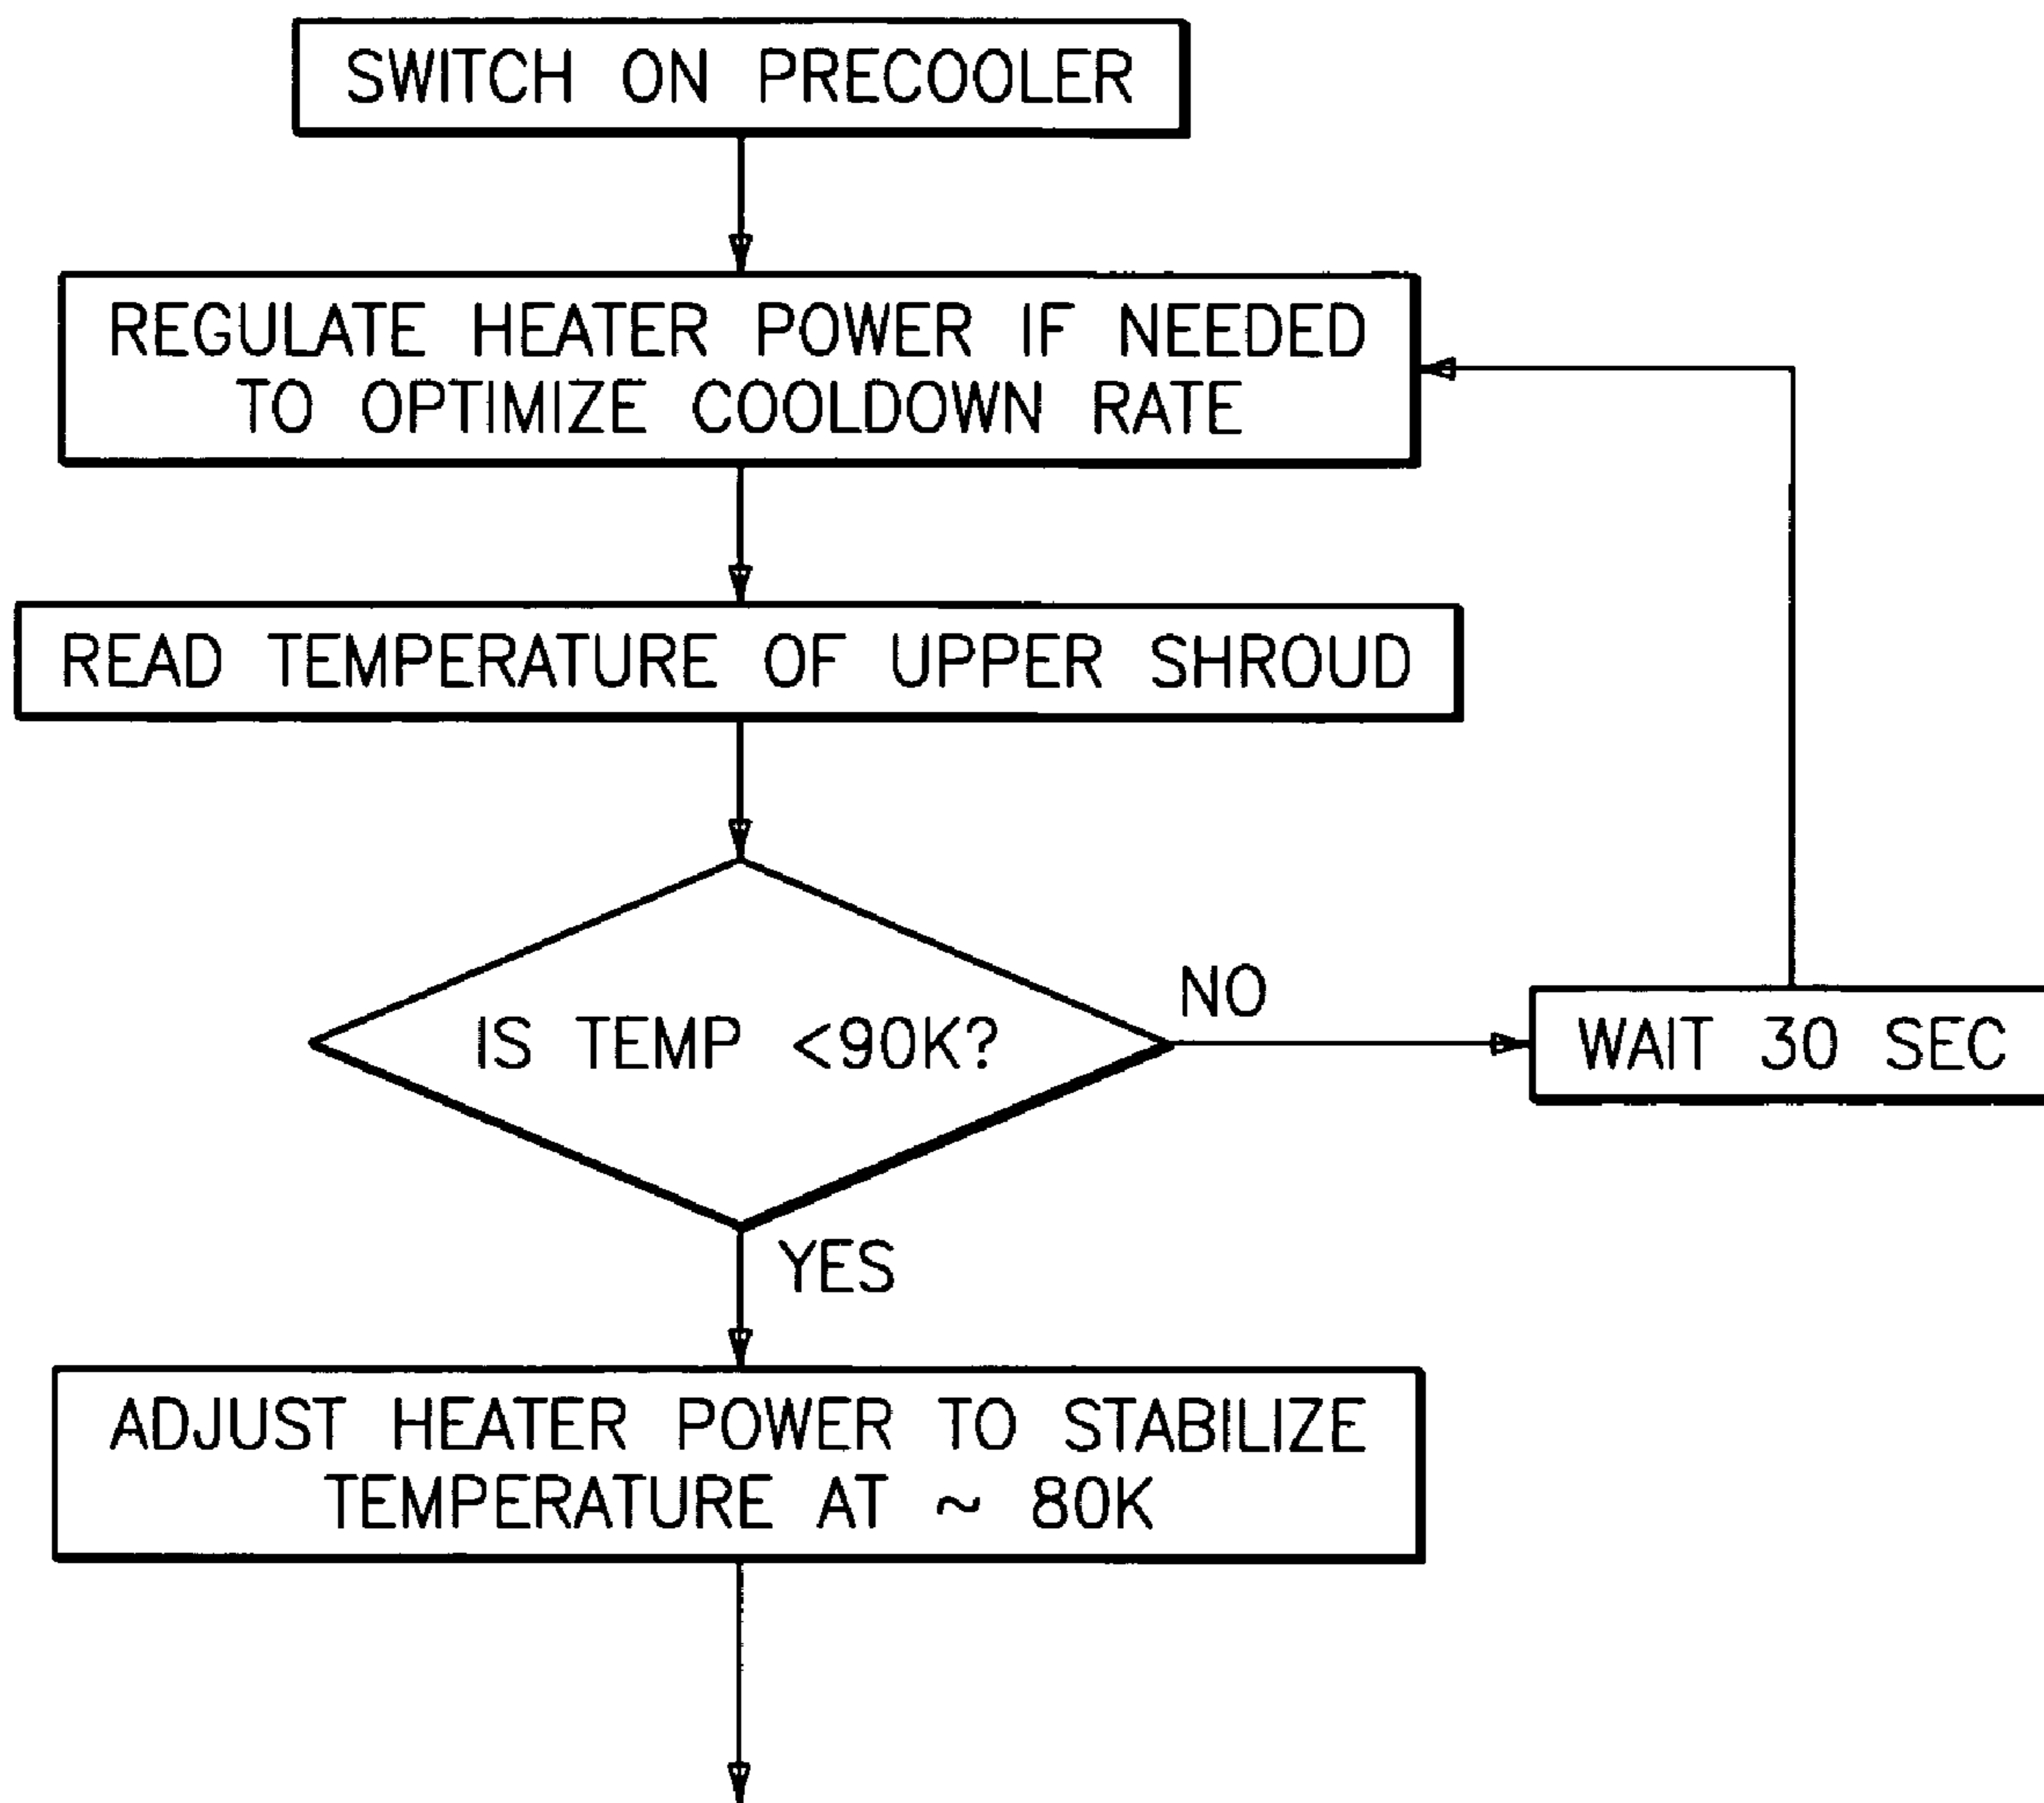 SWITCH ON PRECOOLER
REGULATE HEATER POWER IF NEEDED
TO OPTIMIZE COOLDOWN RATE
READ TEMPERATURE OF UPPER SHROUD
IS TEMP <90K?
NO
WAIT 30 SEC
YES
ADJUST HEATER POWER TO STABILIZE
TEMPERATURE AT ~ 80K